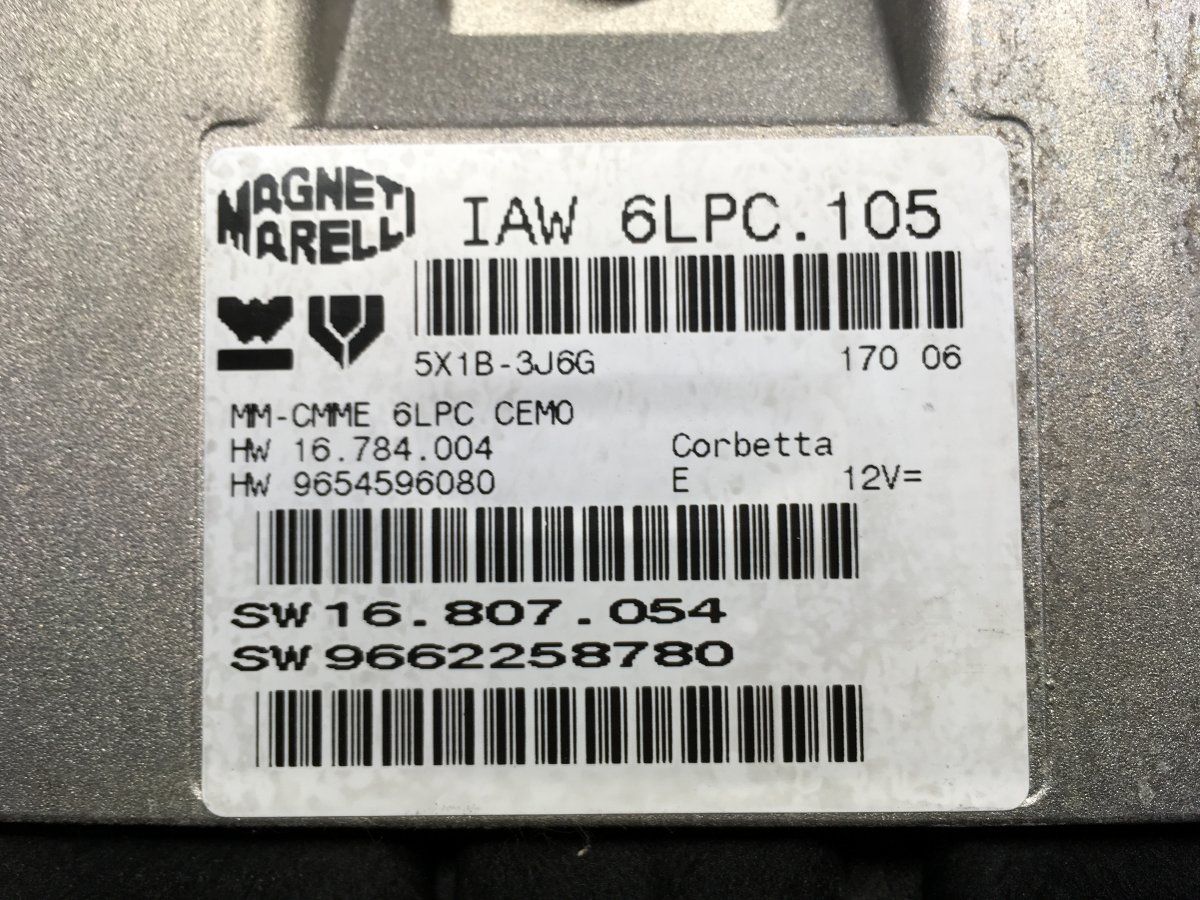 MAGNETI
MARELLI
IAW 6LPC.105
5X1B-3J6G 170 06
MM-CMME 6LPC CEMO
HW 16.784.004 Corbetta
HW 9654596080 E 12V=
SW 16.807.054
SW 9662258780